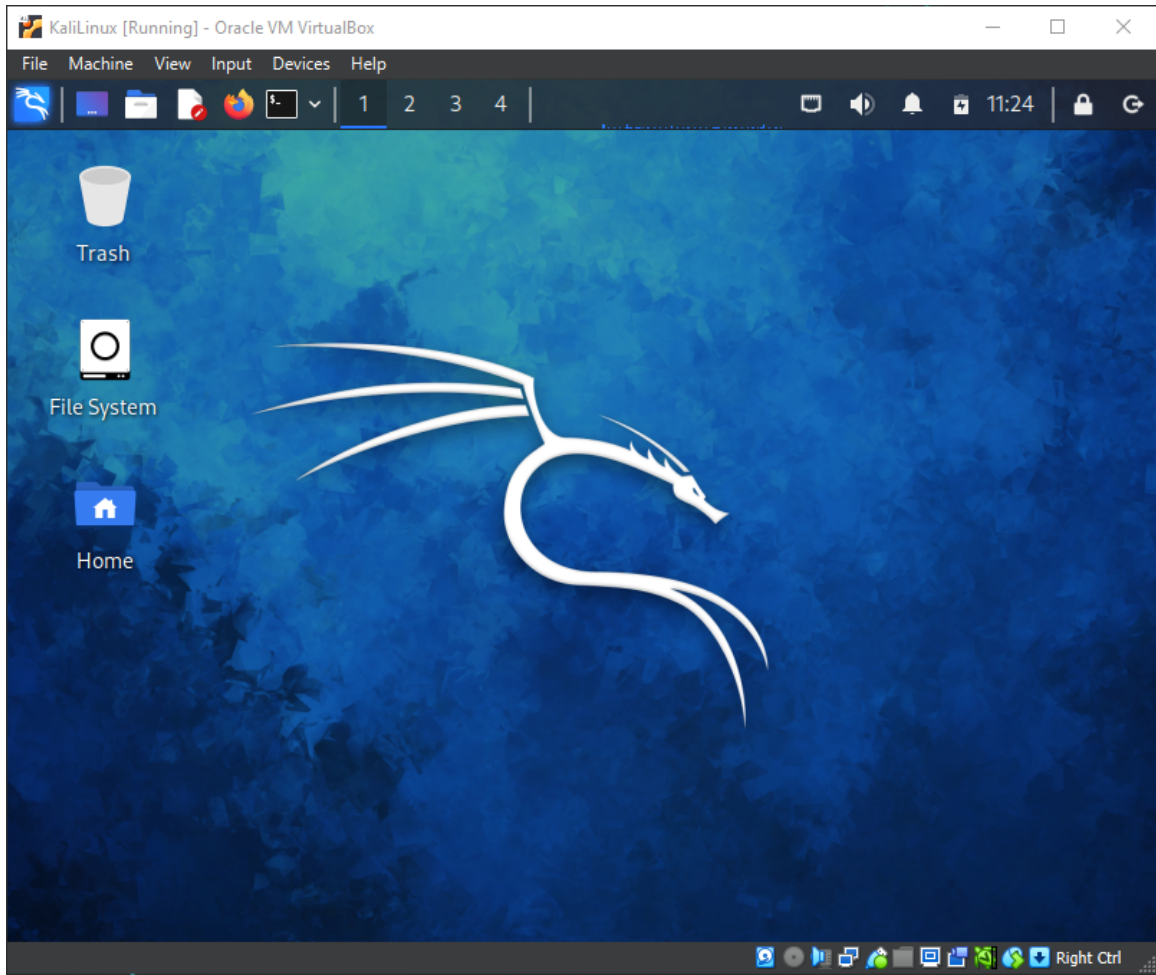 KaliLinux [Running] - Oracle VM VirtualBox
File Machine View Input Devices Help
$- 1 2 3 4 11:24
Trash
File System
Home
Right Ctrl